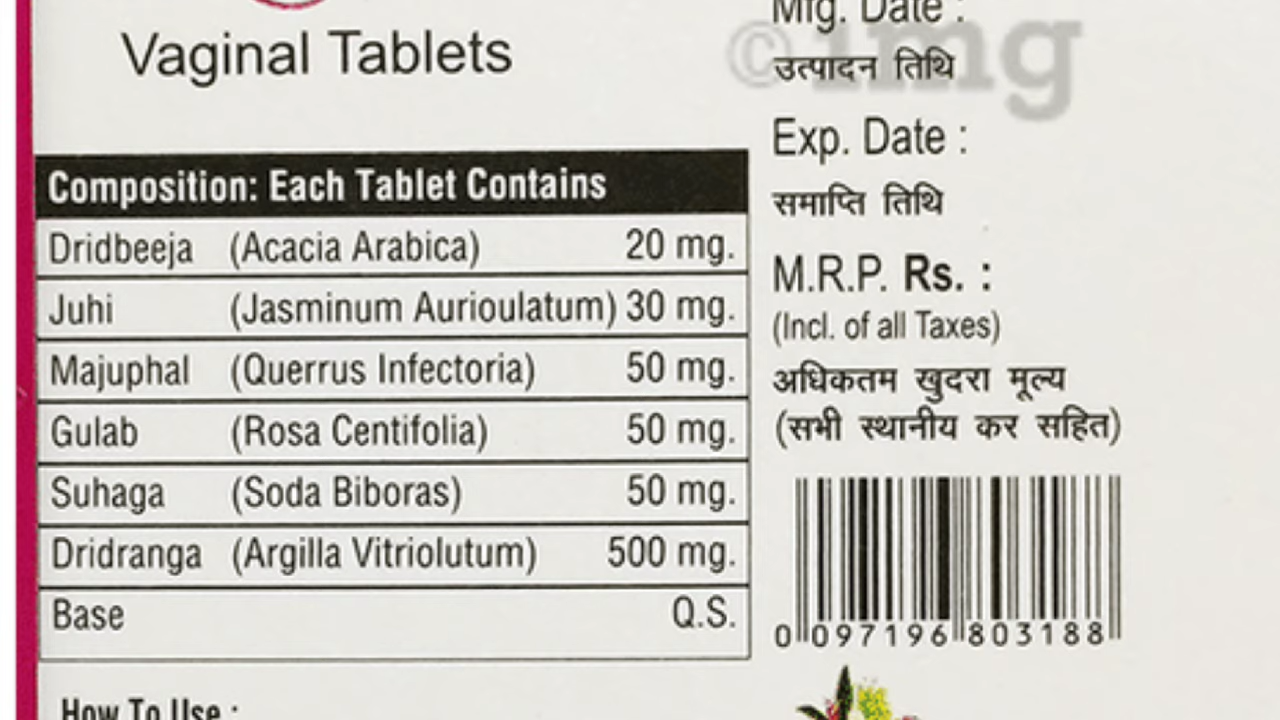 Vaginal Tablets
Composition: Each Tablet Contains
Dridbeeja (Acacia Arabica) 20 mg.
Juhi (Jasminum Aurioulatum) 30 mg.
Majuphal (Querrus Infectoria) 50 mg.
Gulab (Rosa Centifolia) 50 mg.
Suhaga (Soda Biboras) 50 mg.
Dridranga (Argilla Vitriolutum) 500 mg.
Base Q.S.
How To Use :
Mfg. Date :
उत्पादन तिथि
©1mg
Exp. Date :
समाप्ति तिथि
M.R.P. Rs. :
(Incl. of all Taxes)
अधिकतम खुदरा मूल्य
(सभी स्थानीय कर सहित)
0 097196 803188